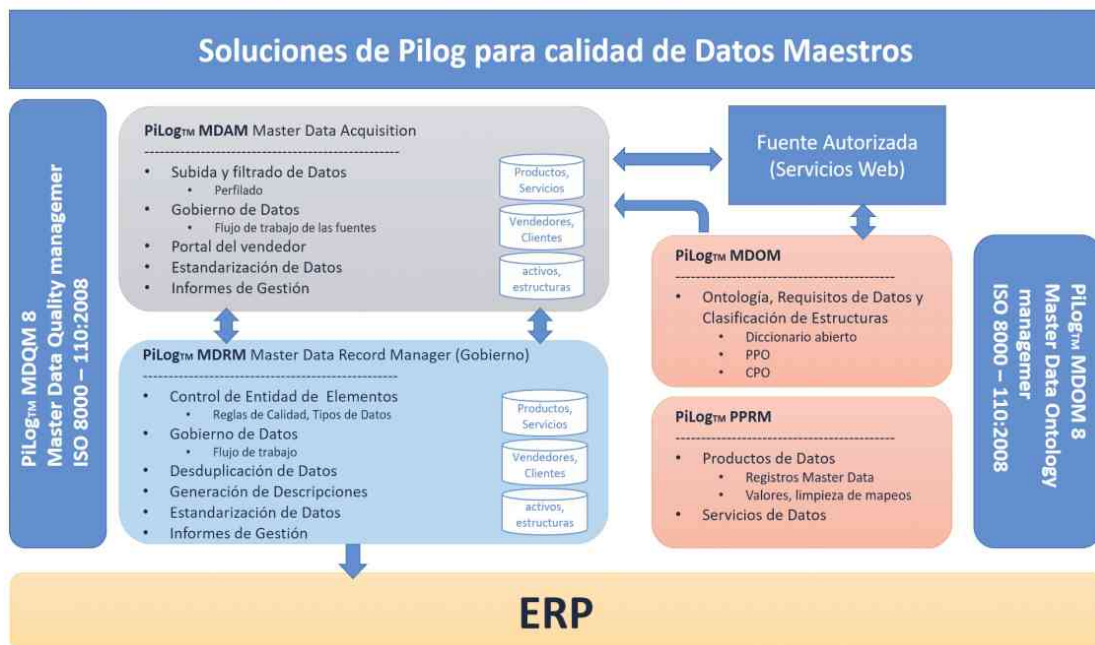 Soluciones de Pilog para calidad de Datos Maestros
PiLog™ MDQM 8
Master Data Quality managemer
ISO 8000 – 110:2008
PiLog™ MDAM Master Data Acquisition
------------------------------------------------
• Subida y filtrado de Datos
• Perfilado
• Gobierno de Datos
• Flujo de trabajo de las fuentes
• Portal del vendedor
• Estandarización de Datos
• Informes de Gestión
Productos,
Servicios
Vendedores,
Clientes
activos,
estructuras
PiLog™ MDRM Master Data Record Manager (Gobierno)
------------------------------------------------
• Control de Entidad de Elementos
• Reglas de Calidad, Tipos de Datos
• Gobierno de Datos
• Flujo de trabajo
• Desduplicación de Datos
• Generación de Descripciones
• Estandarización de Datos
• Informes de Gestión
Productos,
Servicios
Vendedores,
Clientes
activos,
estructuras
Fuente Autorizada
(Servicios Web)
PiLog™ MDOM
------------------------------------------
• Ontología, Requisitos de Datos y
Clasificación de Estructuras
• Diccionario abierto
• PPO
• CPO
PiLog™ PPRM
------------------------------------------
• Productos de Datos
• Registros Master Data
• Valores, limpieza de mapeos
• Servicios de Datos
PiLog™ MDOM 8
Master Data Ontology
managemer
ISO 8000 – 110:2008
ERP